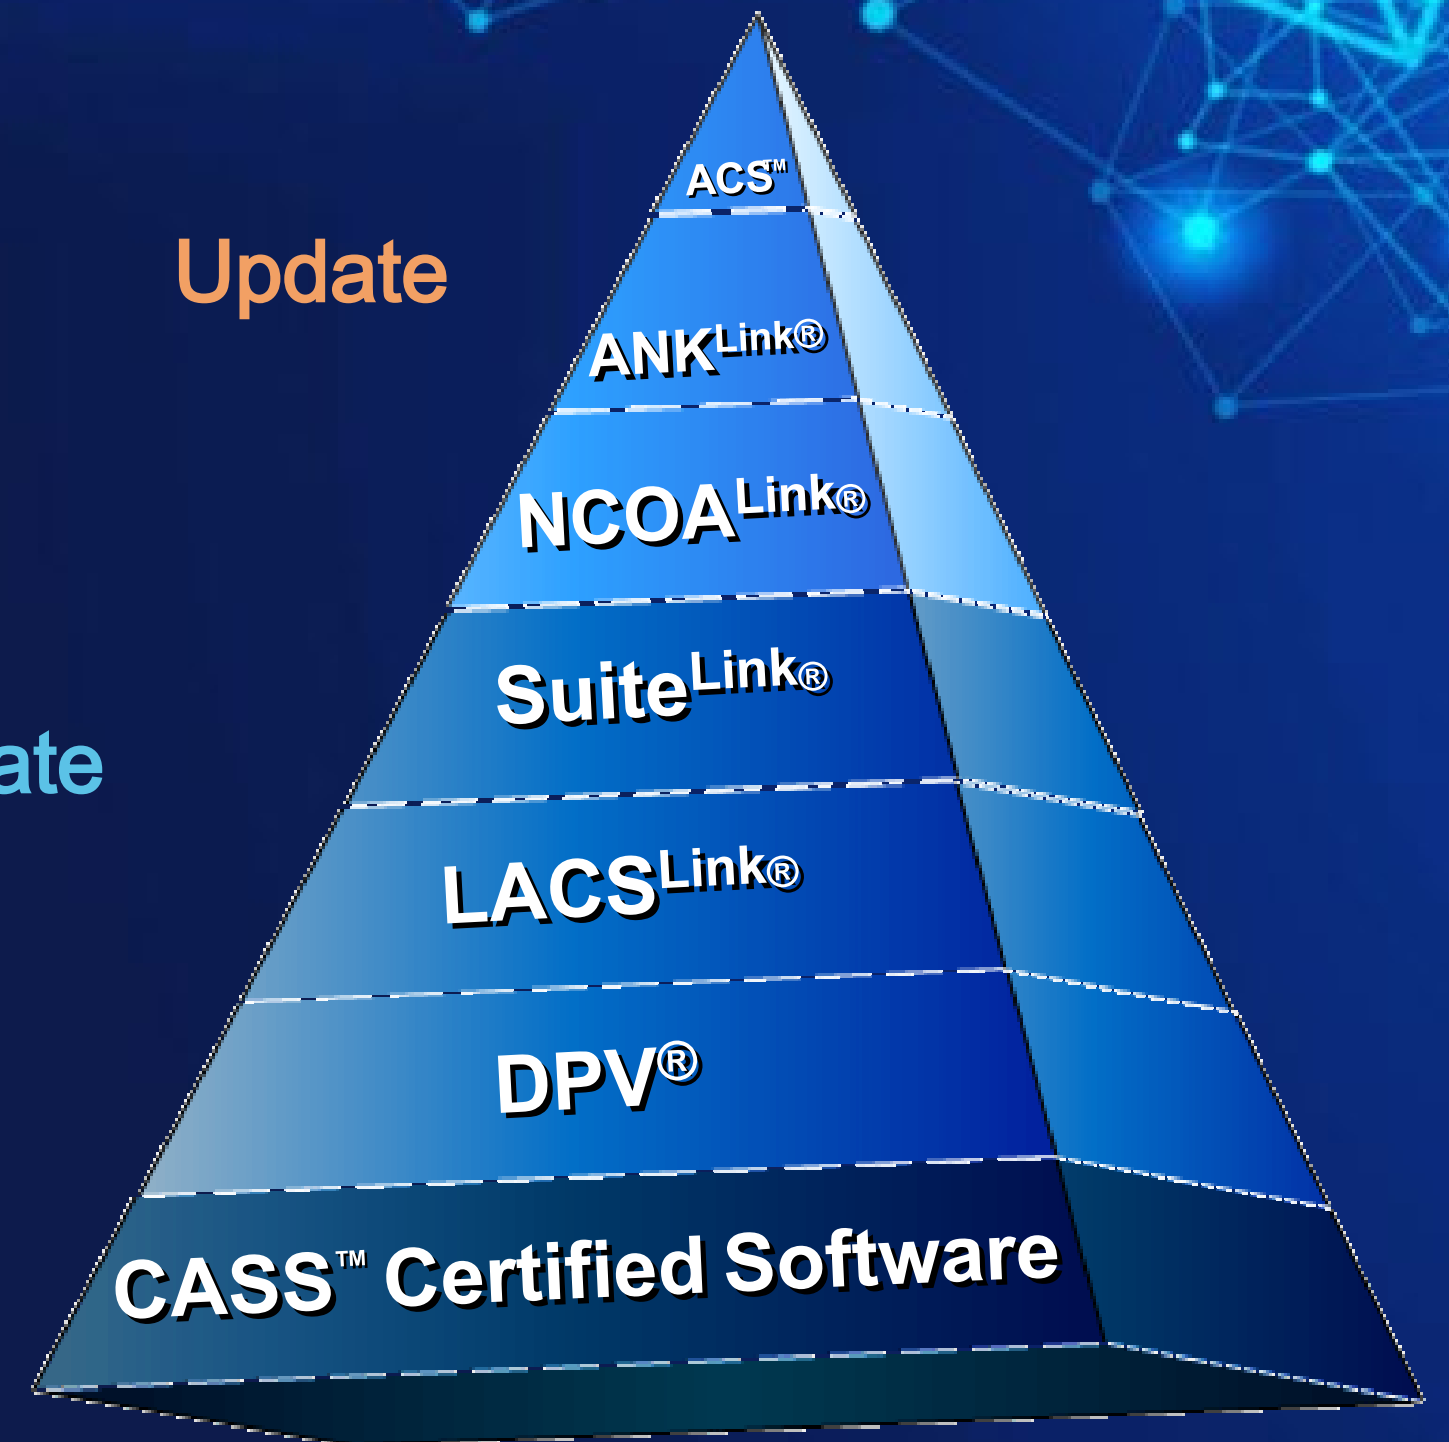 ACS™
Update
ANKLink®
NCOALink®
SuiteLink®
ate
LACSLink®
DPV®
CASS™ Certified Software